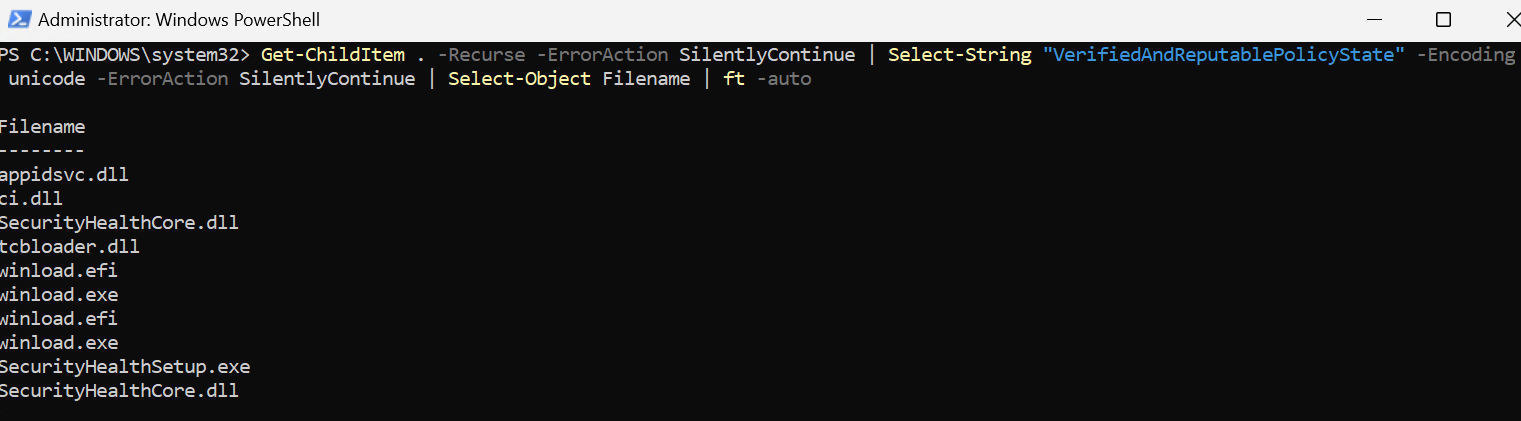 Administrator: Windows PowerShell
PS C:\WINDOWS\system32> Get-ChildItem . -Recurse -ErrorAction SilentlyContinue | Select-String "VerifiedAndReputablePolicyState" -Encoding
unicode -ErrorAction SilentlyContinue | Select-Object Filename | ft -auto
Filename
--------
appidsvc.dll
ci.dll
SecurityHealthCore.dll
tcbloader.dll
winload.efi
winload.exe
winload.efi
winload.exe
SecurityHealthSetup.exe
SecurityHealthCore.dll